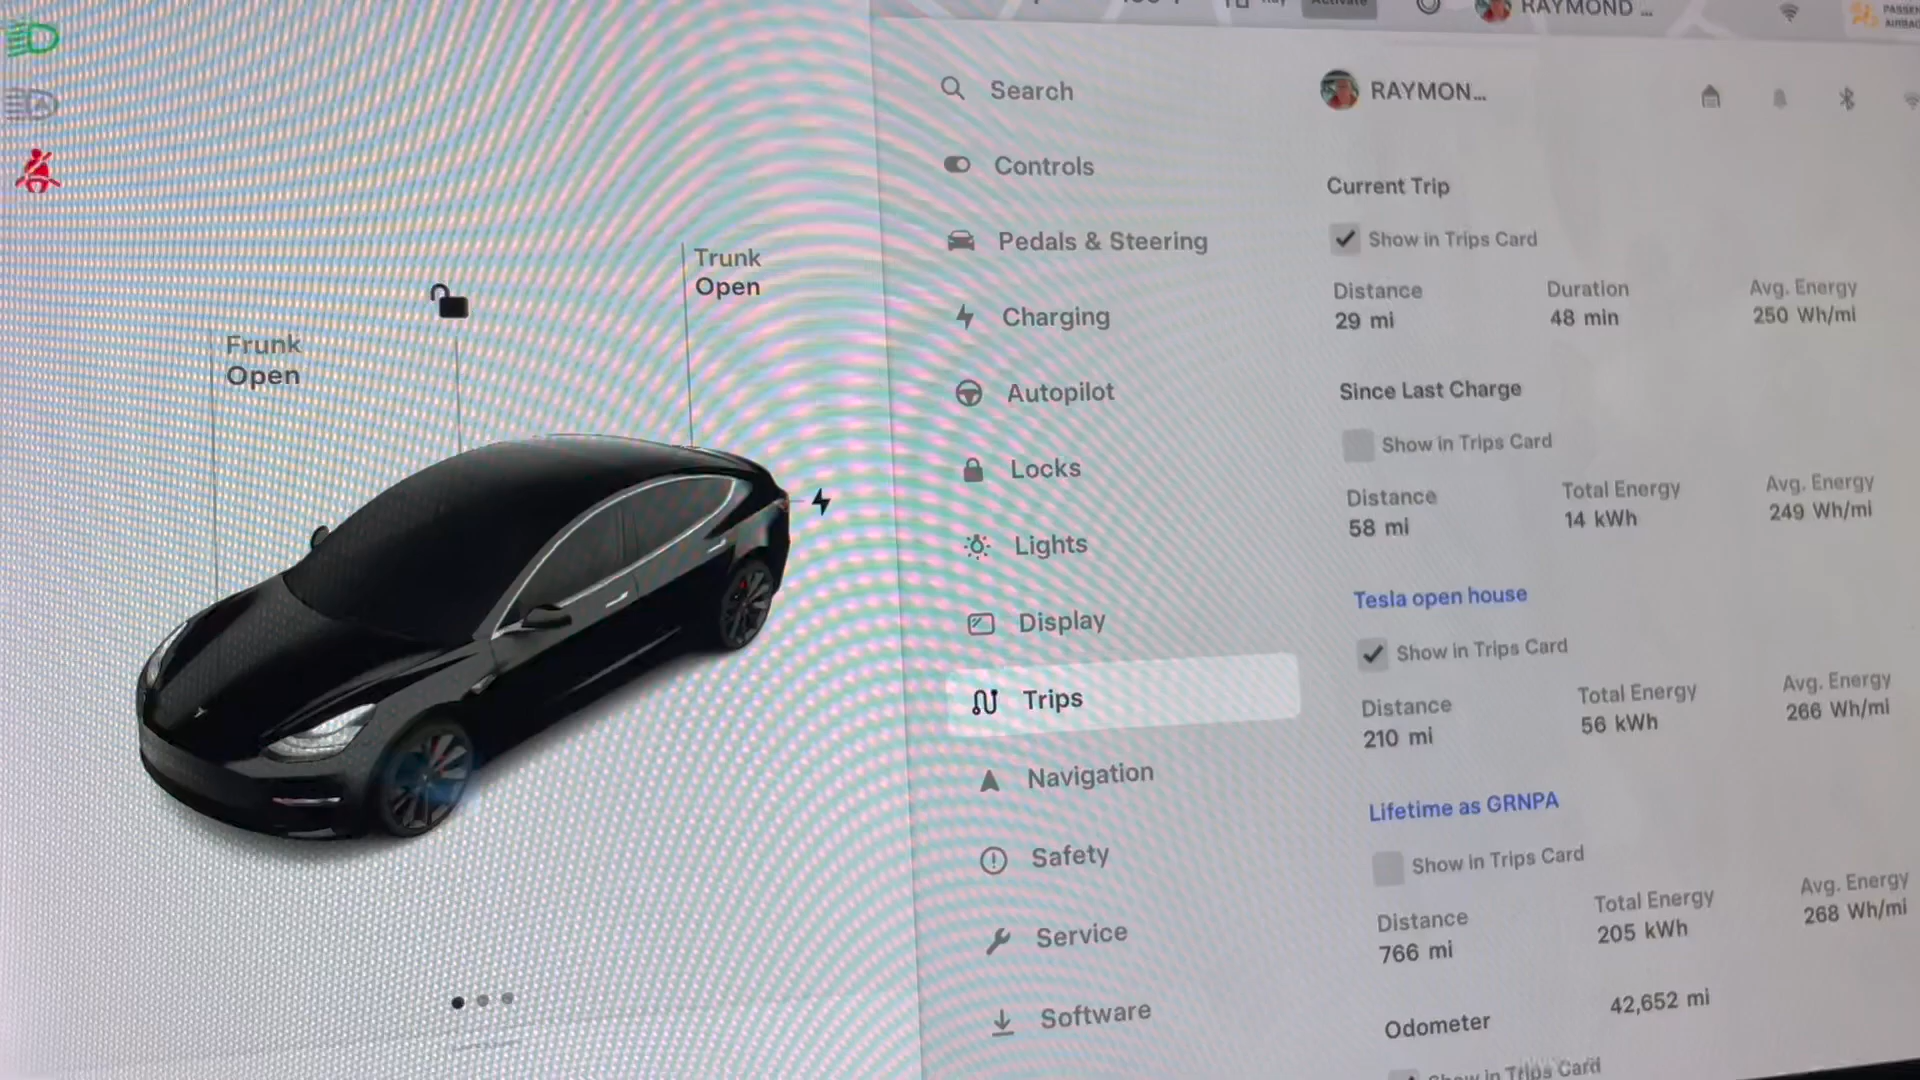 RAYMOND ...
Search
RAYMON...
Controls
Current Trip
Show in Trips Card
Pedals & Steering
Trunk
Open
Distance
Duration
Avg. Energy
29 mi
48 min
250 Wh/mi
Charging
Frunk
Open
Since Last Charge
Autopilot
Show in Trips Card
Locks
Distance
Total Energy
Avg. Energy
58 mi
14 kWh
249 Wh/mi
Lights
Tesla open house
Display
Show in Trips Card
Trips
Distance
Total Energy
Avg. Energy
210 mi
56 kWh
266 Wh/mi
Navigation
Lifetime as GRNPA
Safety
Show in Trips Card
Distance
Total Energy
Avg. Energy
766 mi
205 kWh
268 Wh/mi
Service
Software
Odometer
42,652 mi
Show in Trips Card